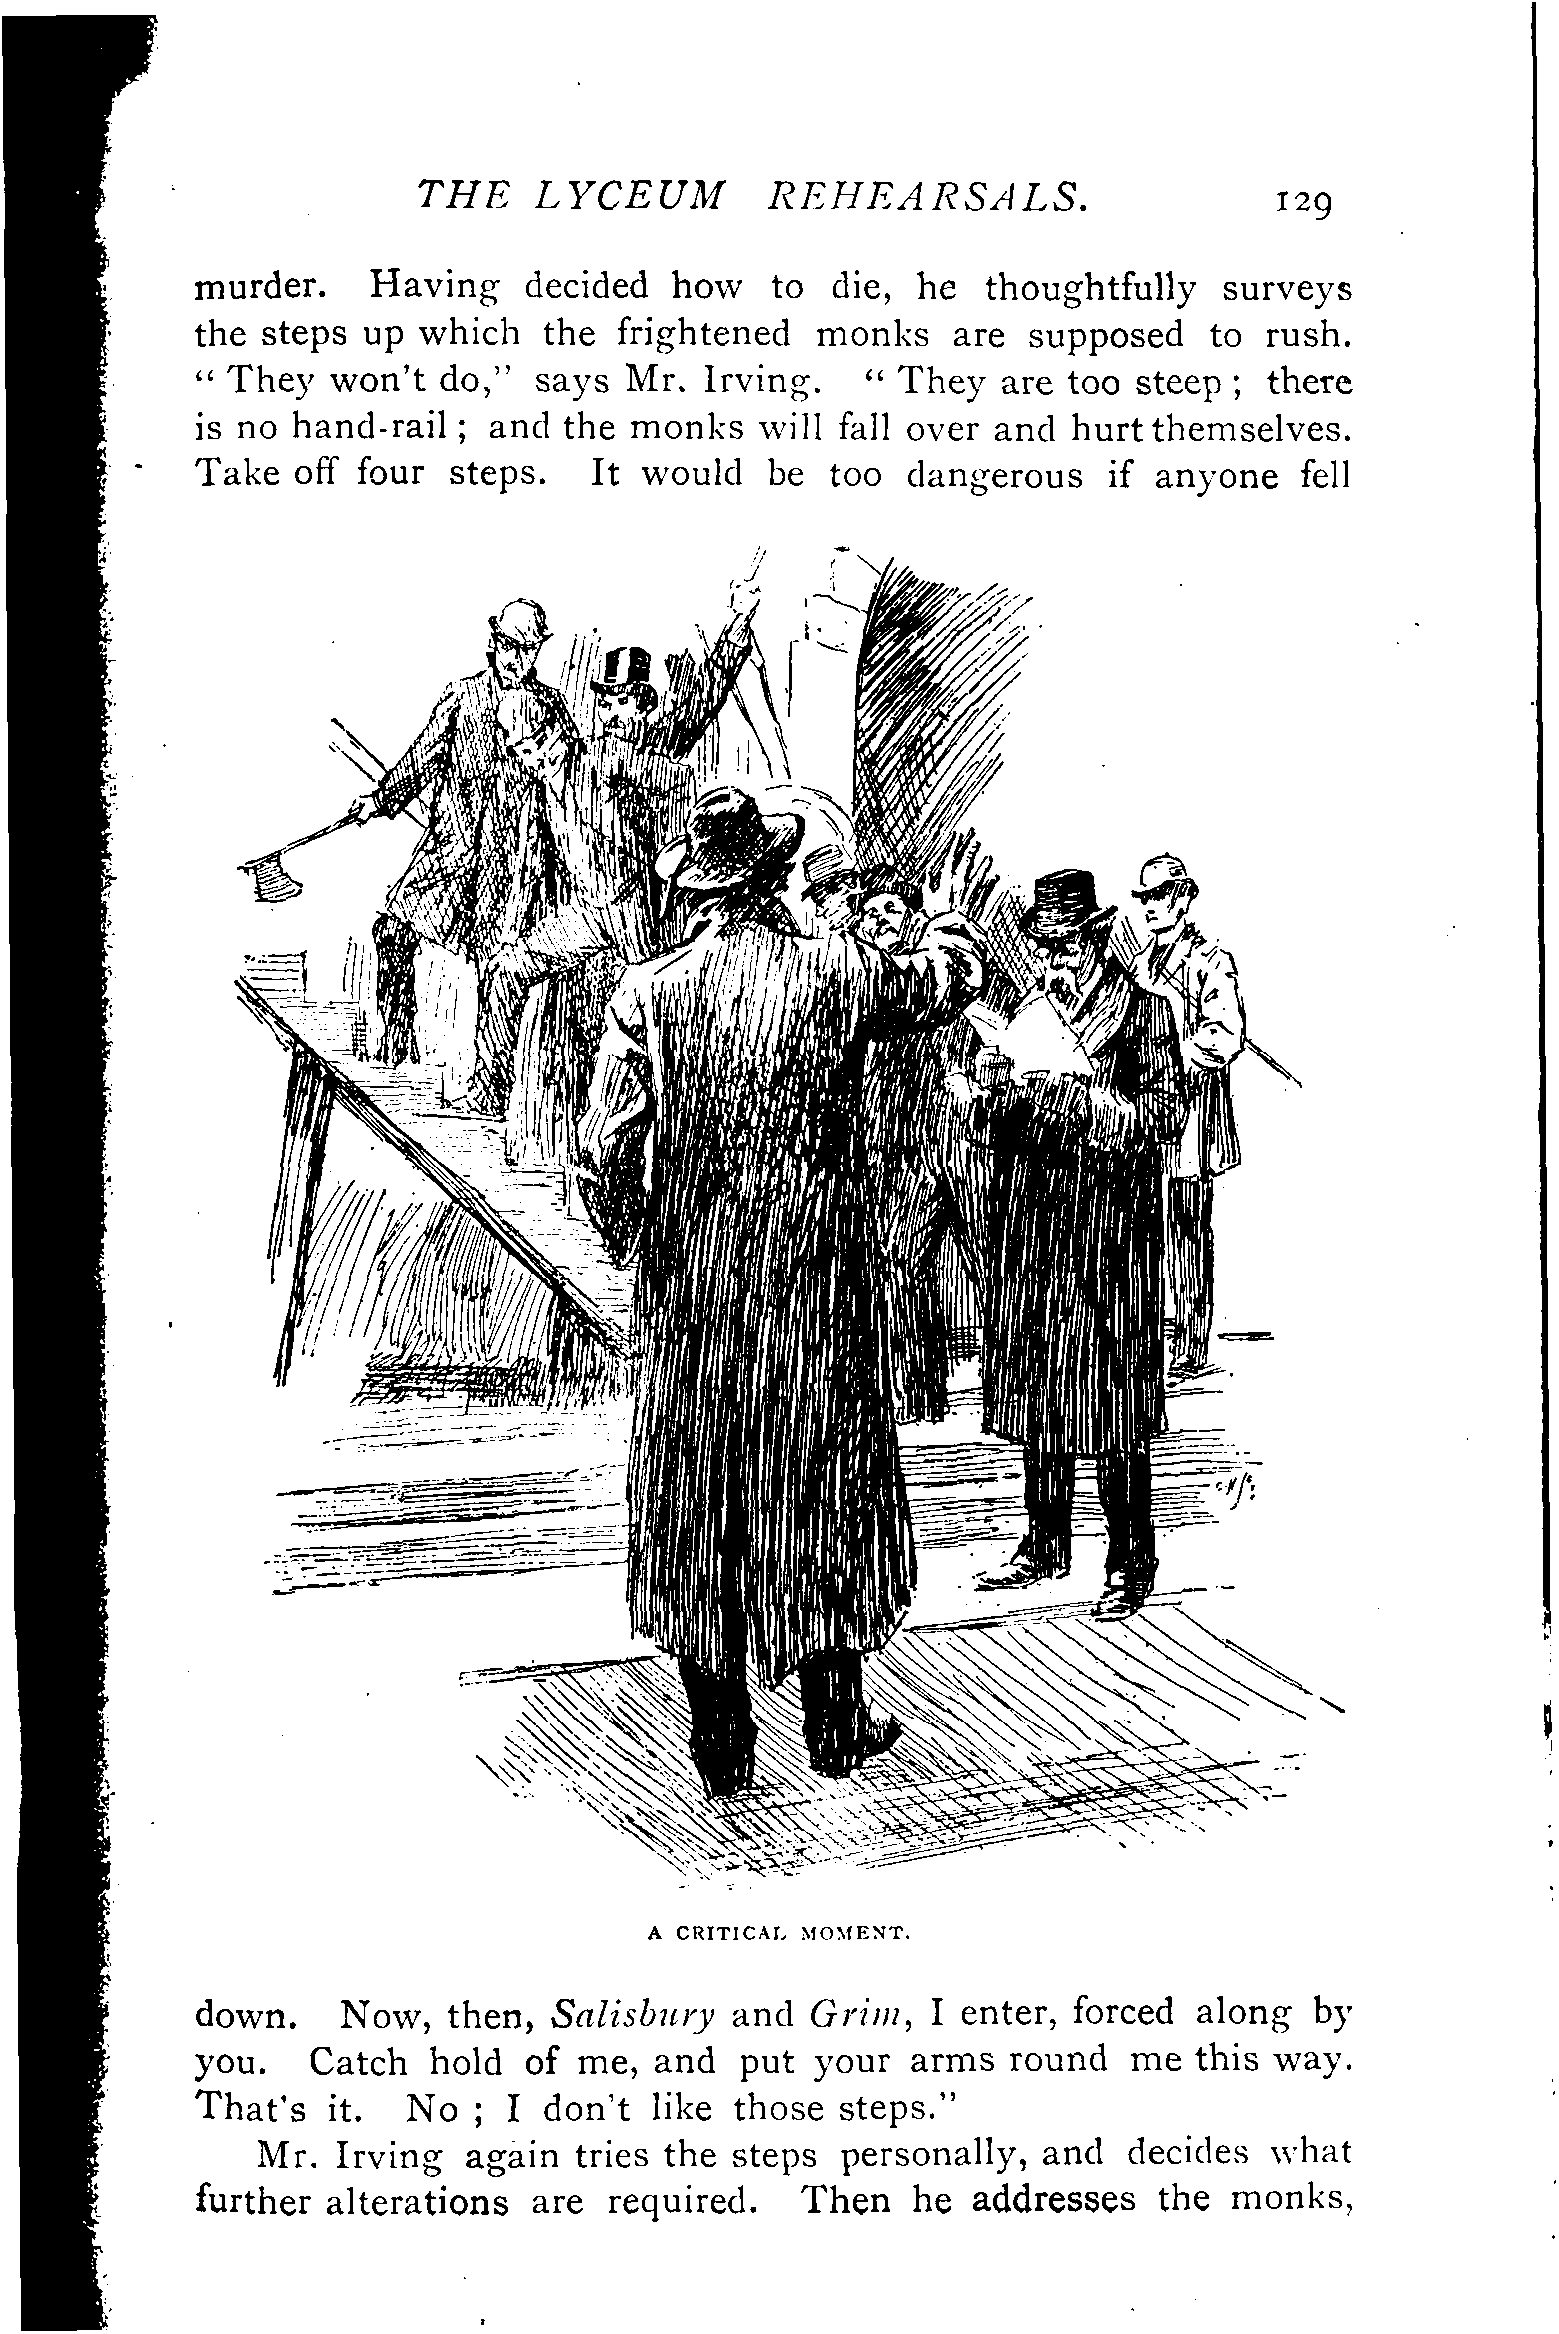 THE LYCEUM REHEARSALS. 129
murder. Having decided how to die, he thoughtfully surveys
the steps up which the frightened monks are supposed to rush.
“ They won't do,” says Mr. Irving. “ They are too steep ; there
is no hand-rail ; and the monks will fall over and hurt themselves.
Take off four steps. It would be too dangerous if anyone fell
A CRITICAL MOMENT.
down. Now, then, Salisbury and Grim, I enter, forced along by
you. Catch hold of me, and put your arms round me this way.
That's it. No ; I don't like those steps.”
Mr. Irving again tries the steps personally, and decides what
further alterations are required. Then he addresses the monks,